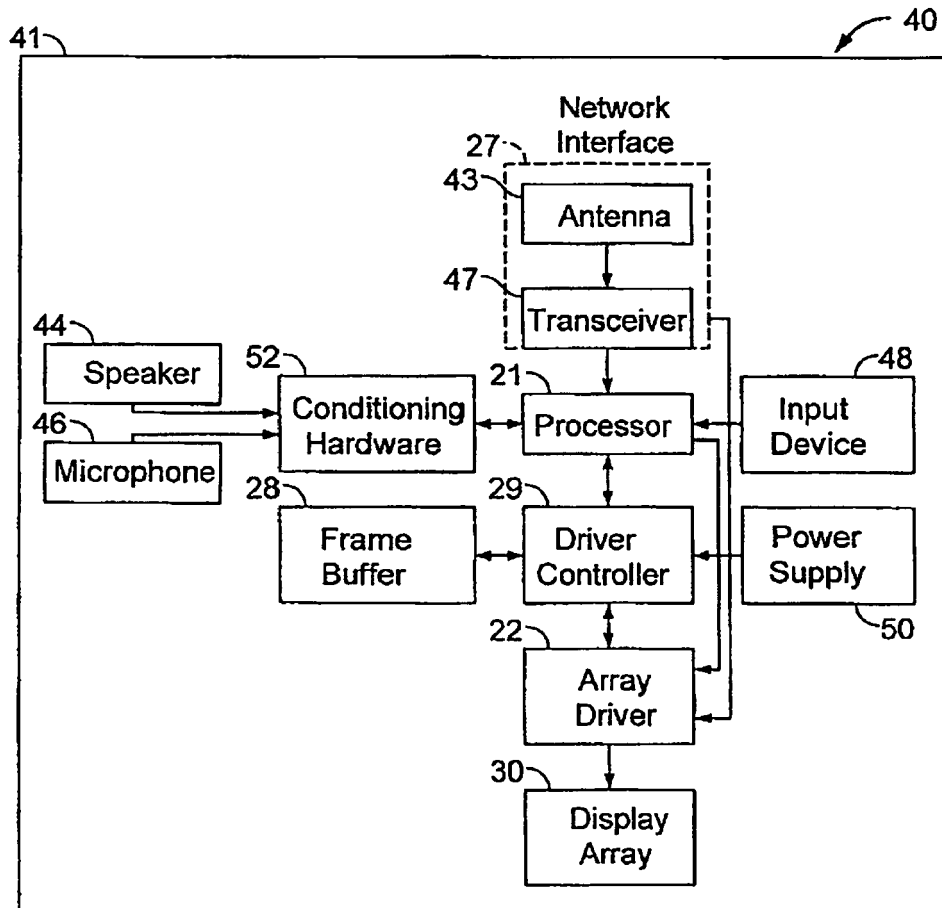 40
41
Network
Interface
27
43
Antenna
47
Transceiver
44
Speaker
52
Conditioning
Hardware
21
Processor
48
Input
Device
46
Microphone
28
Frame
Buffer
29
Driver
Controller
Power
Supply
50
22
Array
Driver
30
Display
Array